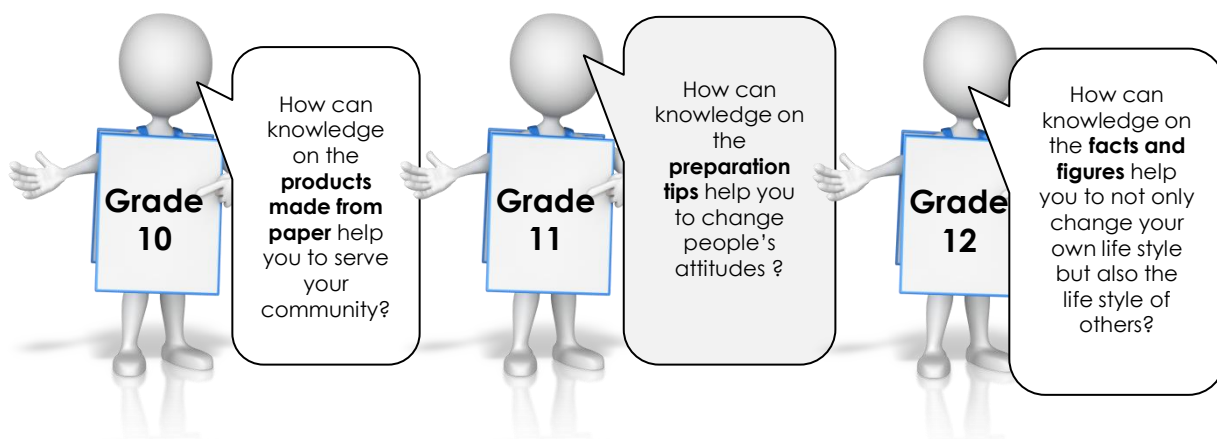 Grade
10
How can
knowledge
on the
products
made from
paper help
you to serve
your
community?
Grade
11
How can
knowledge on
the
preparation
tips help you
to change
people’s
attitudes ?
Grade
12
How can
knowledge on
the facts and
figures help
you to not only
change your
own life style
but also the
life style of
others?